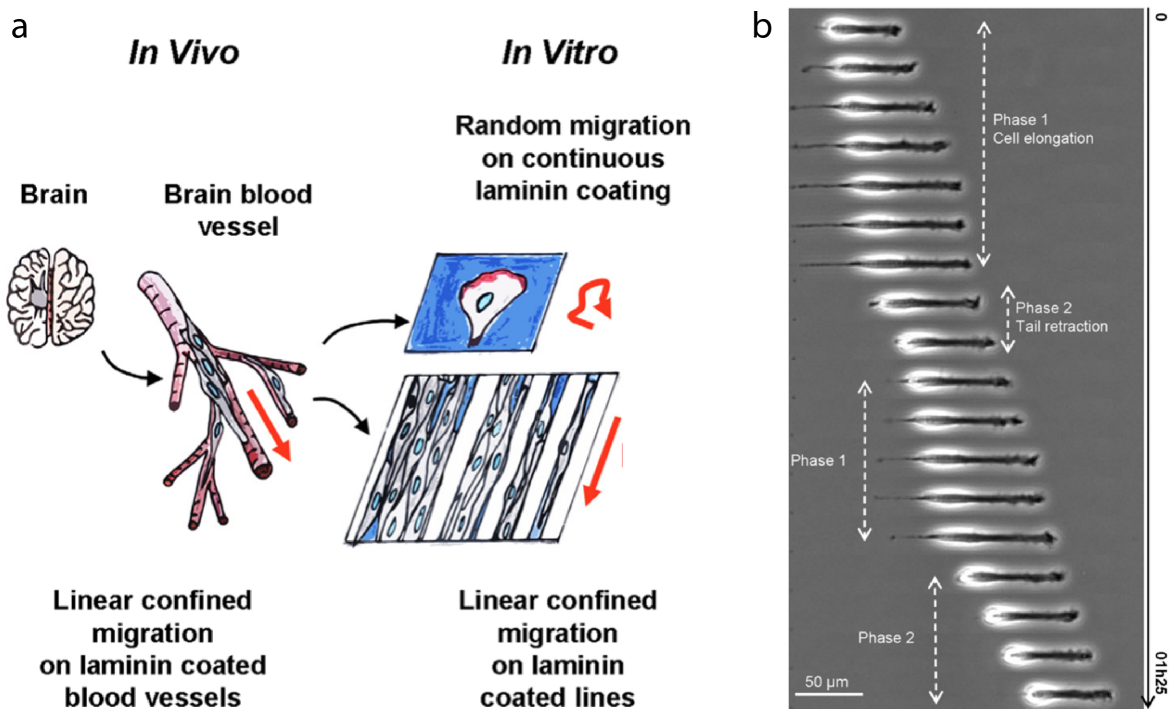 a
In Vivo
In Vitro
Random migration
on continuous
laminin coating
Brain
Brain blood
vessel
Linear confined
migration
on laminin coated
blood vessels
Linear confined
migration
on laminin
coated lines
b
0
Phase 1
Cell elongation
Phase 2
Tail retraction
Phase 1
Phase 2
50 µm
01h25